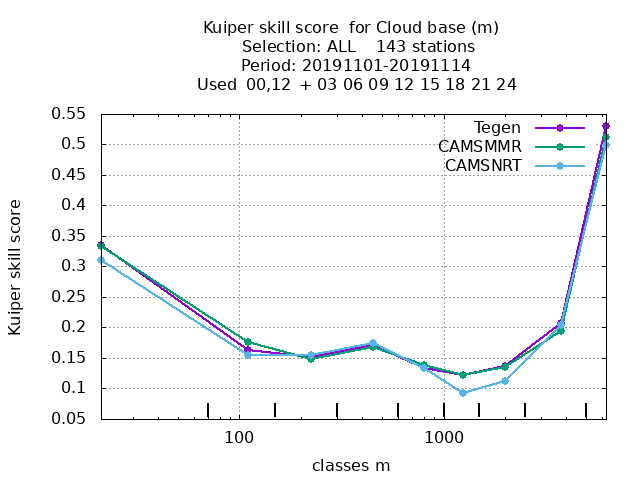 Kuiper skill score  for Cloud base (m)
Selection: ALL    143 stations
Period: 20191101-20191114
Used  00,12  + 03 06 09 12 15 18 21 24
Tegen
CAMSMMR
CAMSNRT
0.55
0.5
0.45
0.4
0.35
0.3
0.25
0.2
0.15
0.1
0.05
Kuiper skill score
100
1000
classes m